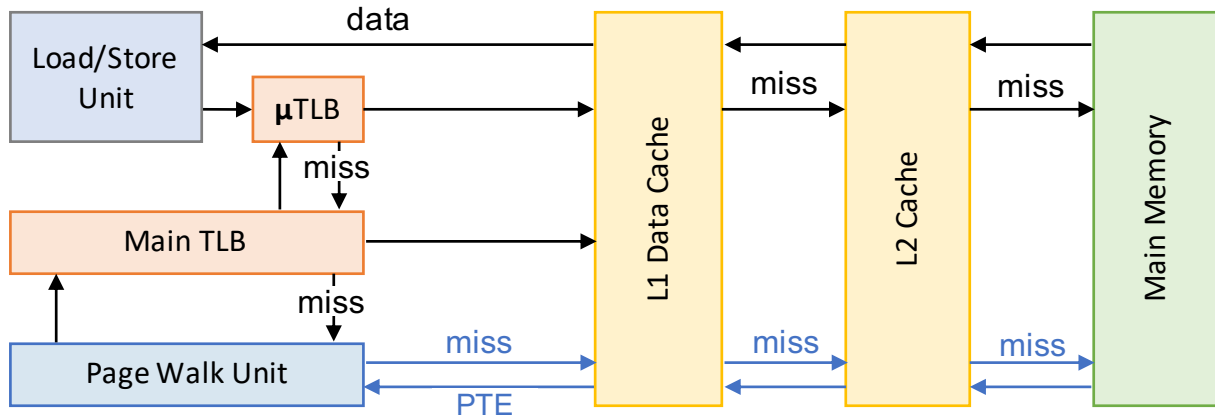 data
Load/Store
Unit
µTLB
miss
miss
miss
Main TLB
miss
Page Walk Unit
miss
miss
miss
PTE
L1 Data Cache
L2 Cache
Main Memory